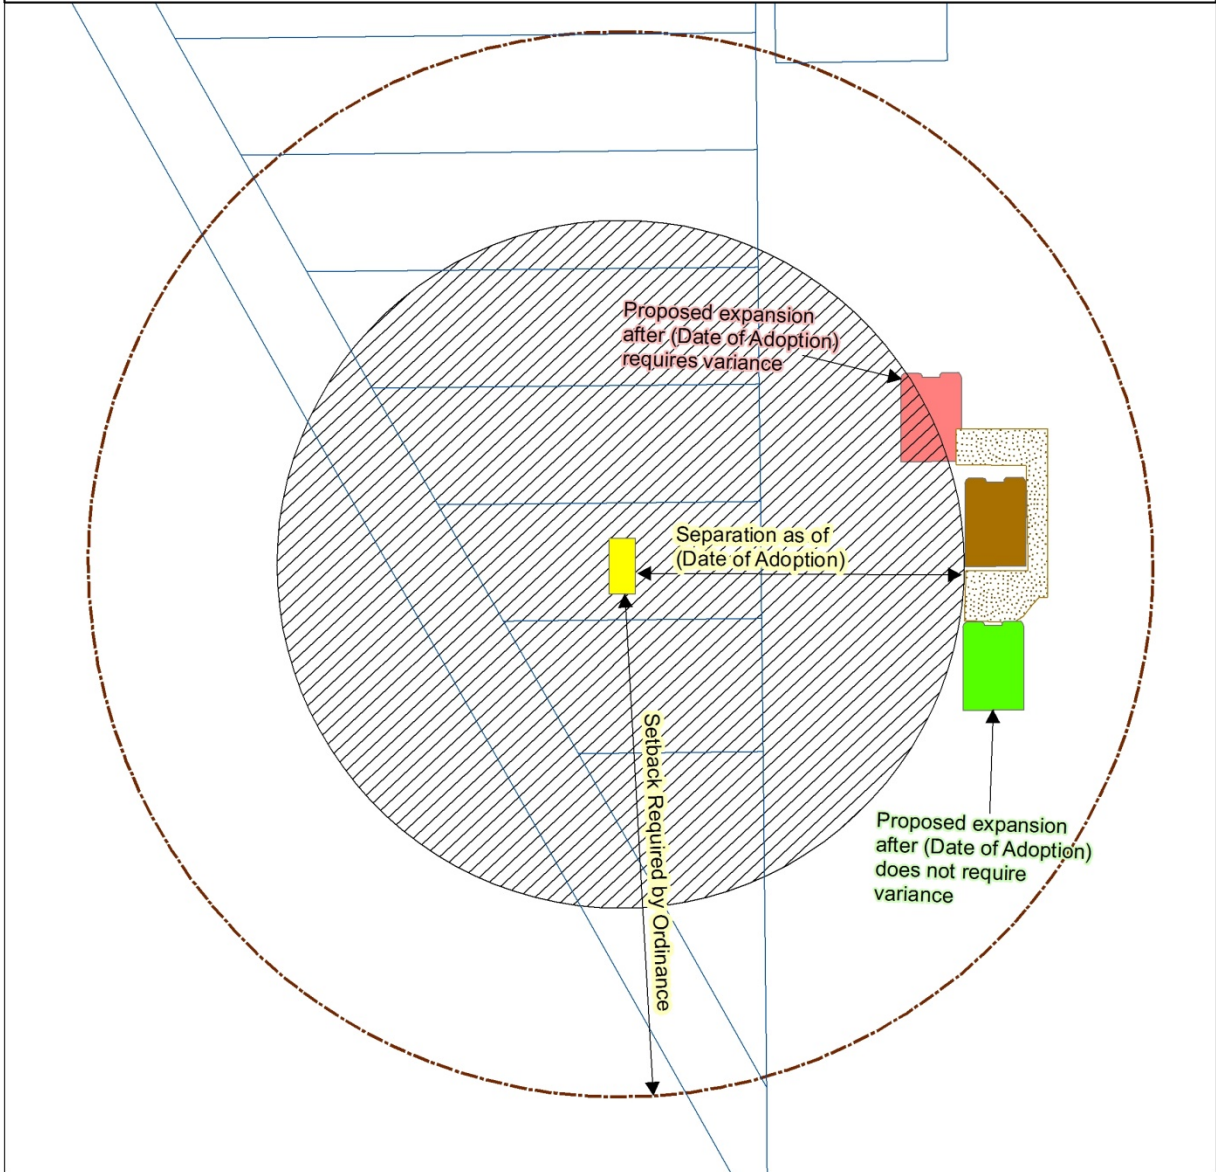 Proposed expansion
after (Date of Adoption)
requires variance
Separation as of
(Date of Adoption)
Setback Required by Ordinance
Proposed expansion
after (Date of Adoption)
does not require
variance